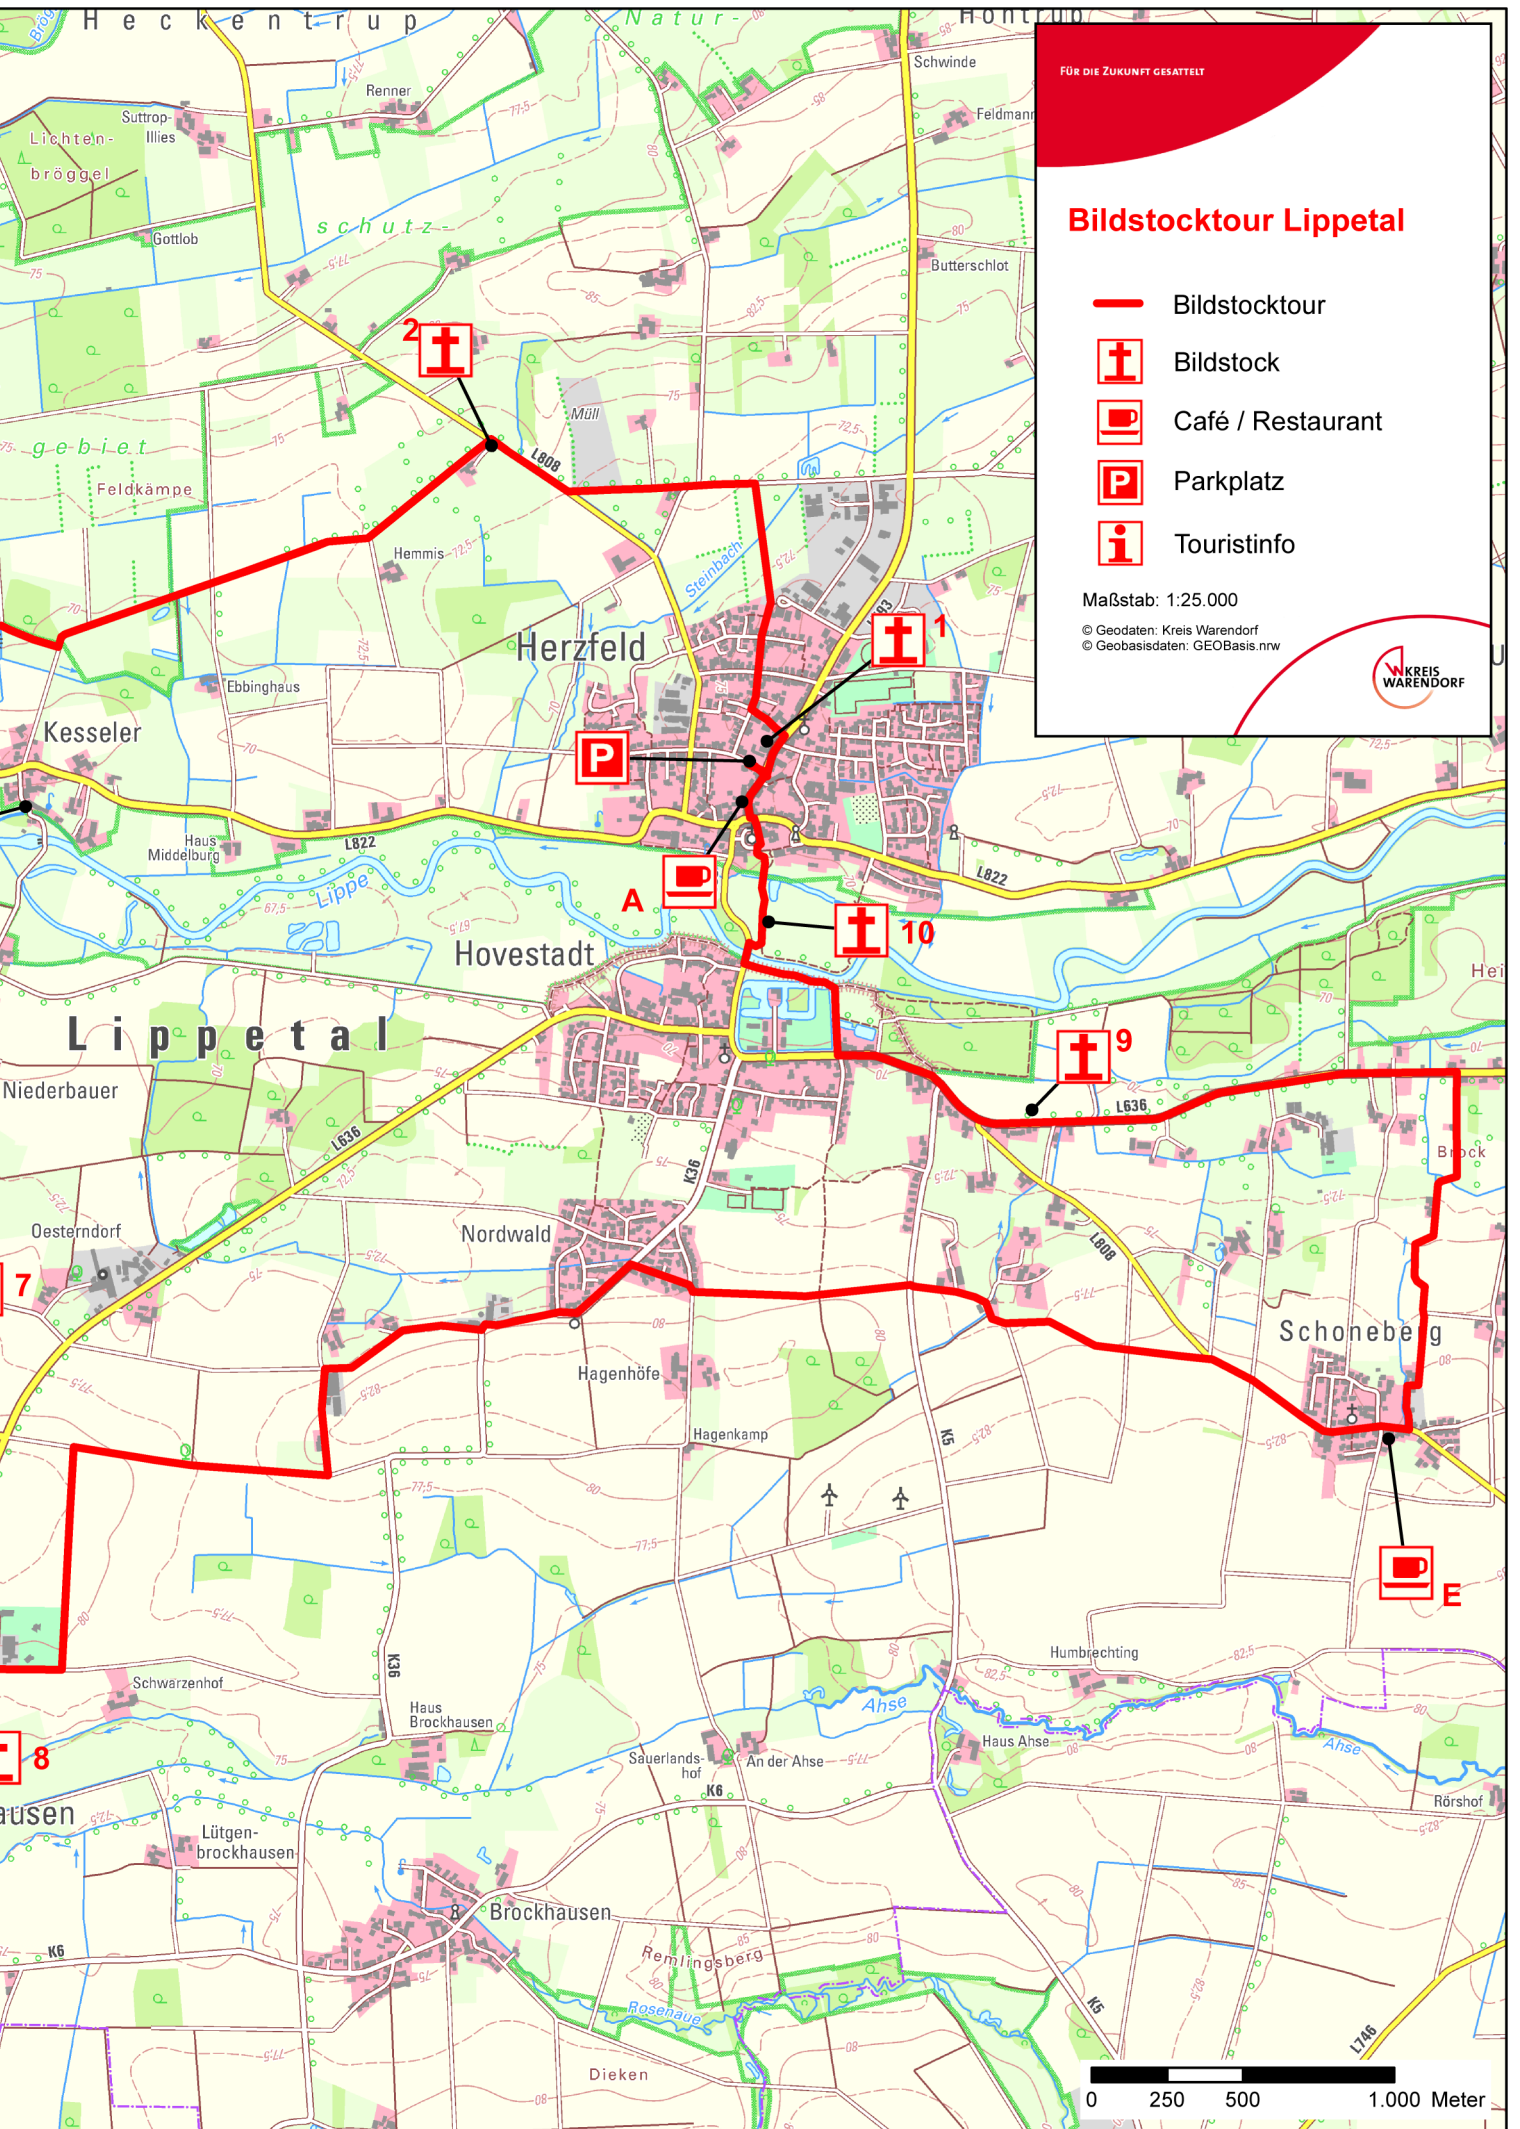 Heckentrup
Natur-
Hontrup
Brög
Schwinde
Renner
Suttrop-
Illies
Feldmann
Lichten-
bröggel
schutz-
Gottlob
Butterschlot
gebiet
Feldkämpe
2
Müll
L808
Hemmis
Steinbach
L793
1
Herzfeld
Ebbinghaus
Kesseler
P
Haus
Middelburg
L822
L822
Lippe
A
10
Hovestadt
Hei
Lippetal
Niederbauer
9
L636
L636
Brock
K36
Oesterndorf
Nordwald
L808
7
Schoneberg
Hagenhöfe
Hagenkamp
K5
E
Humbrechting
K36
Schwarzenhof
Haus
Brockhausen
Ahse
Haus Ahse
Ahse
8
Sauerlands-
hof
An der Ahse
K6
Rörshof
ausen
Lütgen-
brockhausen
Brockhausen
K6
Remlingsberg
Rosenaue
K5
L746
Dieken
FÜR DIE ZUKUNFT GESATTELT
Bildstocktour Lippetal
Bildstocktour
Bildstock
Café / Restaurant
P Parkplatz
i Touristinfo
Maßstab: 1:25.000
© Geodaten: Kreis Warendorf
© Geobasisdaten: GEOBasis.nrw
KREIS
WARENDORF
0 250 500 1.000 Meter